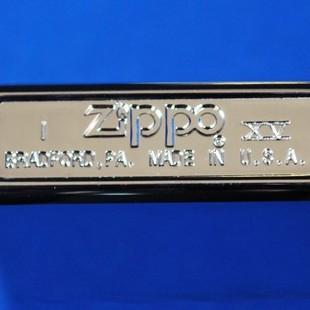 I Zippo® XV
BRADFORD, PA. MADE IN U.S.A.